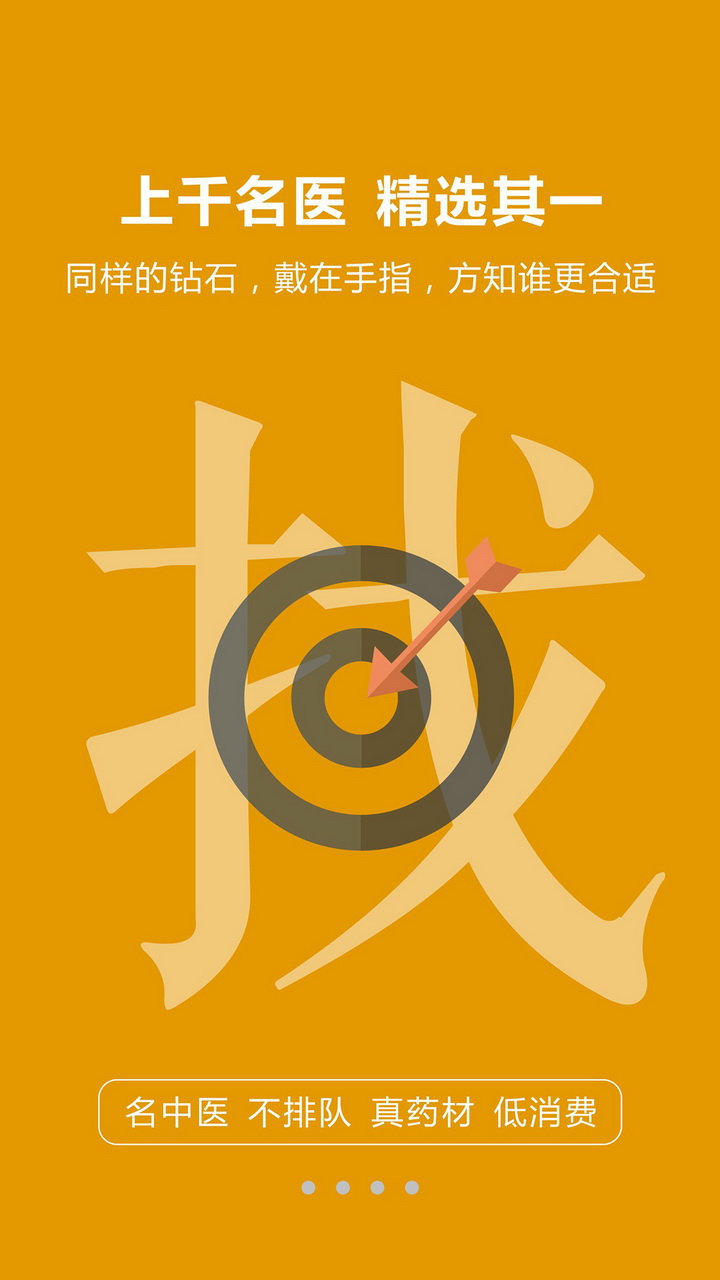 上千名医 精选其一
同样的钻石，戴在手指，方知谁更合适
找
名中医 不排队 真药材 低消费